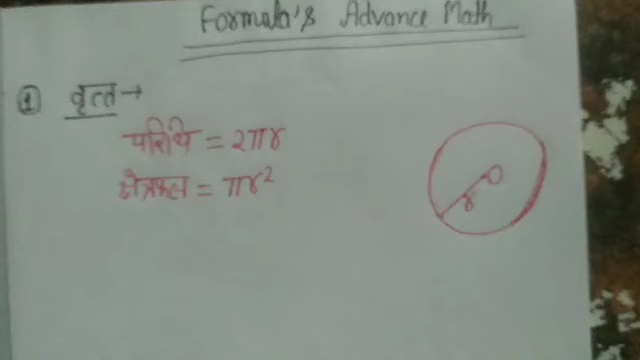 Formula's Advance Math
① वृत्त →
परिधि = 2πr
क्षेत्रफल = πr²
O
r